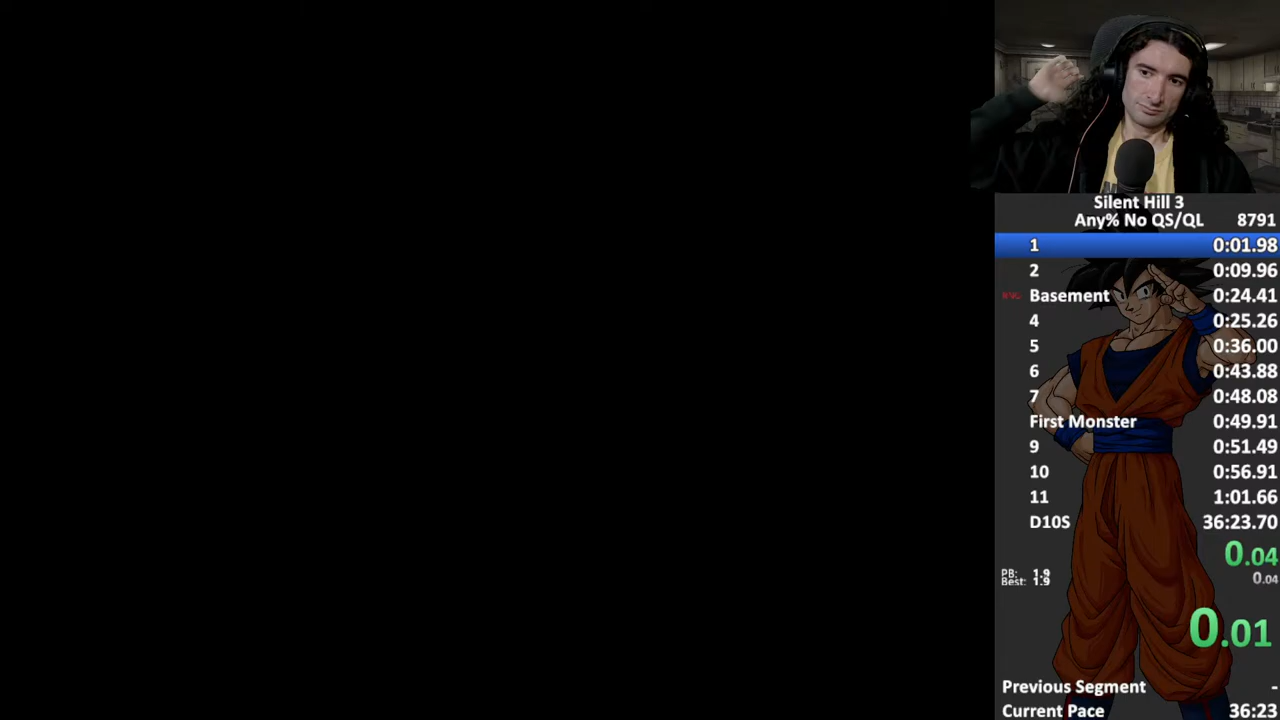 Silent Hill 3
Any% No QS/QL 8791
1 0:01.98
2 0:09.96
Basement 0:24.41
4 0:25.26
5 0:36.00
6 0:43.88
7 0:48.08
First Monster 0:49.91
9 0:51.49
10 0:56.91
11 1:01.66
D10S 36:23.70
0.04
PB: 1.9 0.04
Best: 1.9
0.01
Previous Segment -
Current Pace 36:23